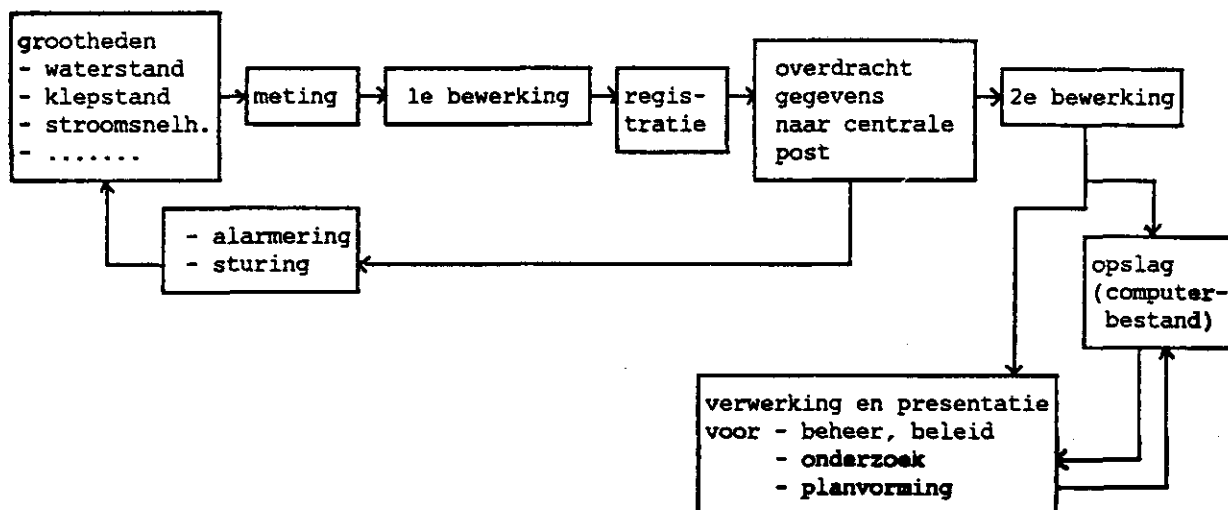 grootheden
- waterstand
- klepstand
- stroomsnelh.
- .......
meting
1e bewerking
regis-
tratie
overdracht
gegevens
naar centrale
post
2e bewerking
- alarmering
- sturing
opslag
(computer-
bestand)
verwerking en presentatie
voor - beheer, beleid
- onderzoek
- planvorming